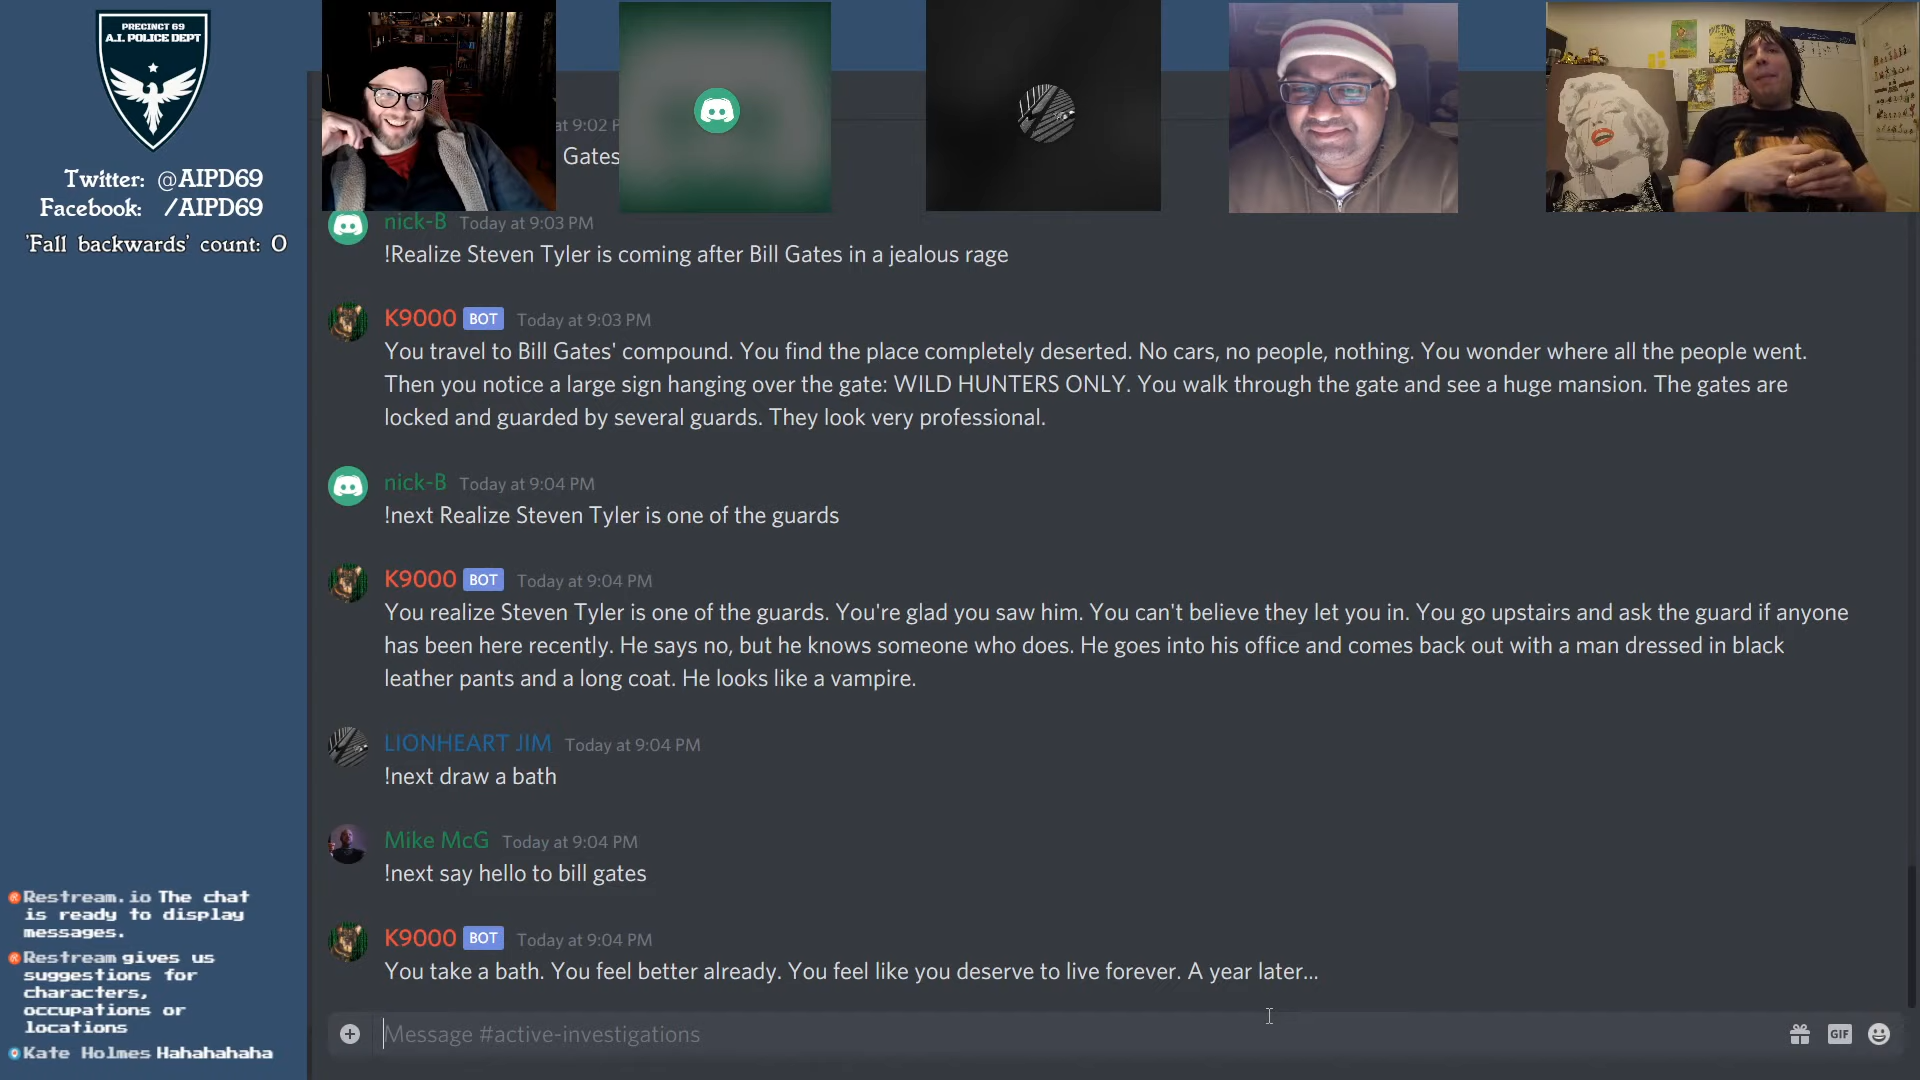 PRECINCT 69
A.I. POLICE DEPT
Twitter: @AIPD69
Facebook: /AIPD69
'Fall backwards' count: 0
at 9:02 P
Gates
nick-B Today at 9:03 PM
!Realize Steven Tyler is coming after Bill Gates in a jealous rage
K9000 BOT Today at 9:03 PM
You travel to Bill Gates' compound. You find the place completely deserted. No cars, no people, nothing. You wonder where all the people went.
Then you notice a large sign hanging over the gate: WILD HUNTERS ONLY. You walk through the gate and see a huge mansion. The gates are
locked and guarded by several guards. They look very professional.
nick-B Today at 9:04 PM
!next Realize Steven Tyler is one of the guards
K9000 BOT Today at 9:04 PM
You realize Steven Tyler is one of the guards. You're glad you saw him. You can't believe they let you in. You go upstairs and ask the guard if anyone
has been here recently. He says no, but he knows someone who does. He goes into his office and comes back out with a man dressed in black
leather pants and a long coat. He looks like a vampire.
LIONHEART JIM Today at 9:04 PM
!next draw a bath
Mike McG Today at 9:04 PM
!next say hello to bill gates
K9000 BOT Today at 9:04 PM
You take a bath. You feel better already. You feel like you deserve to live forever. A year later...
Message #active-investigations
GIF
Restream.io The chat
is ready to display
messages.
Restream gives us
suggestions for
characters,
occupations or
locations
Kate Holmes Hahahahaha